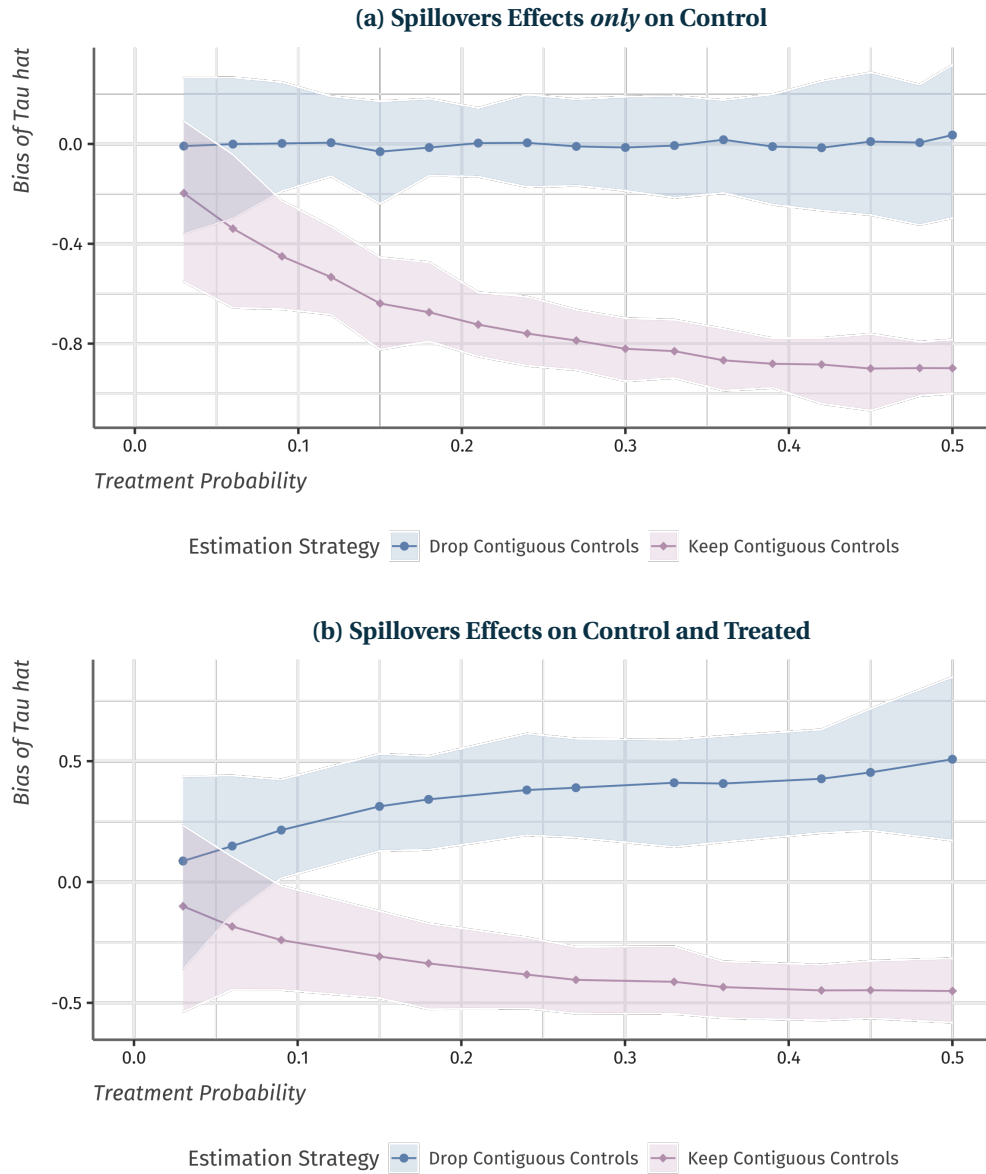 (a) Spillovers Effects only on Control
Bias of Tau hat
0.0
-0.4
-0.8
0.0 0.1 0.2 0.3 0.4 0.5
Treatment Probability
Estimation Strategy Drop Contiguous Controls Keep Contiguous Controls
(b) Spillovers Effects on Control and Treated
Bias of Tau hat
0.5
0.0
-0.5
0.0 0.1 0.2 0.3 0.4 0.5
Treatment Probability
Estimation Strategy Drop Contiguous Controls Keep Contiguous Controls